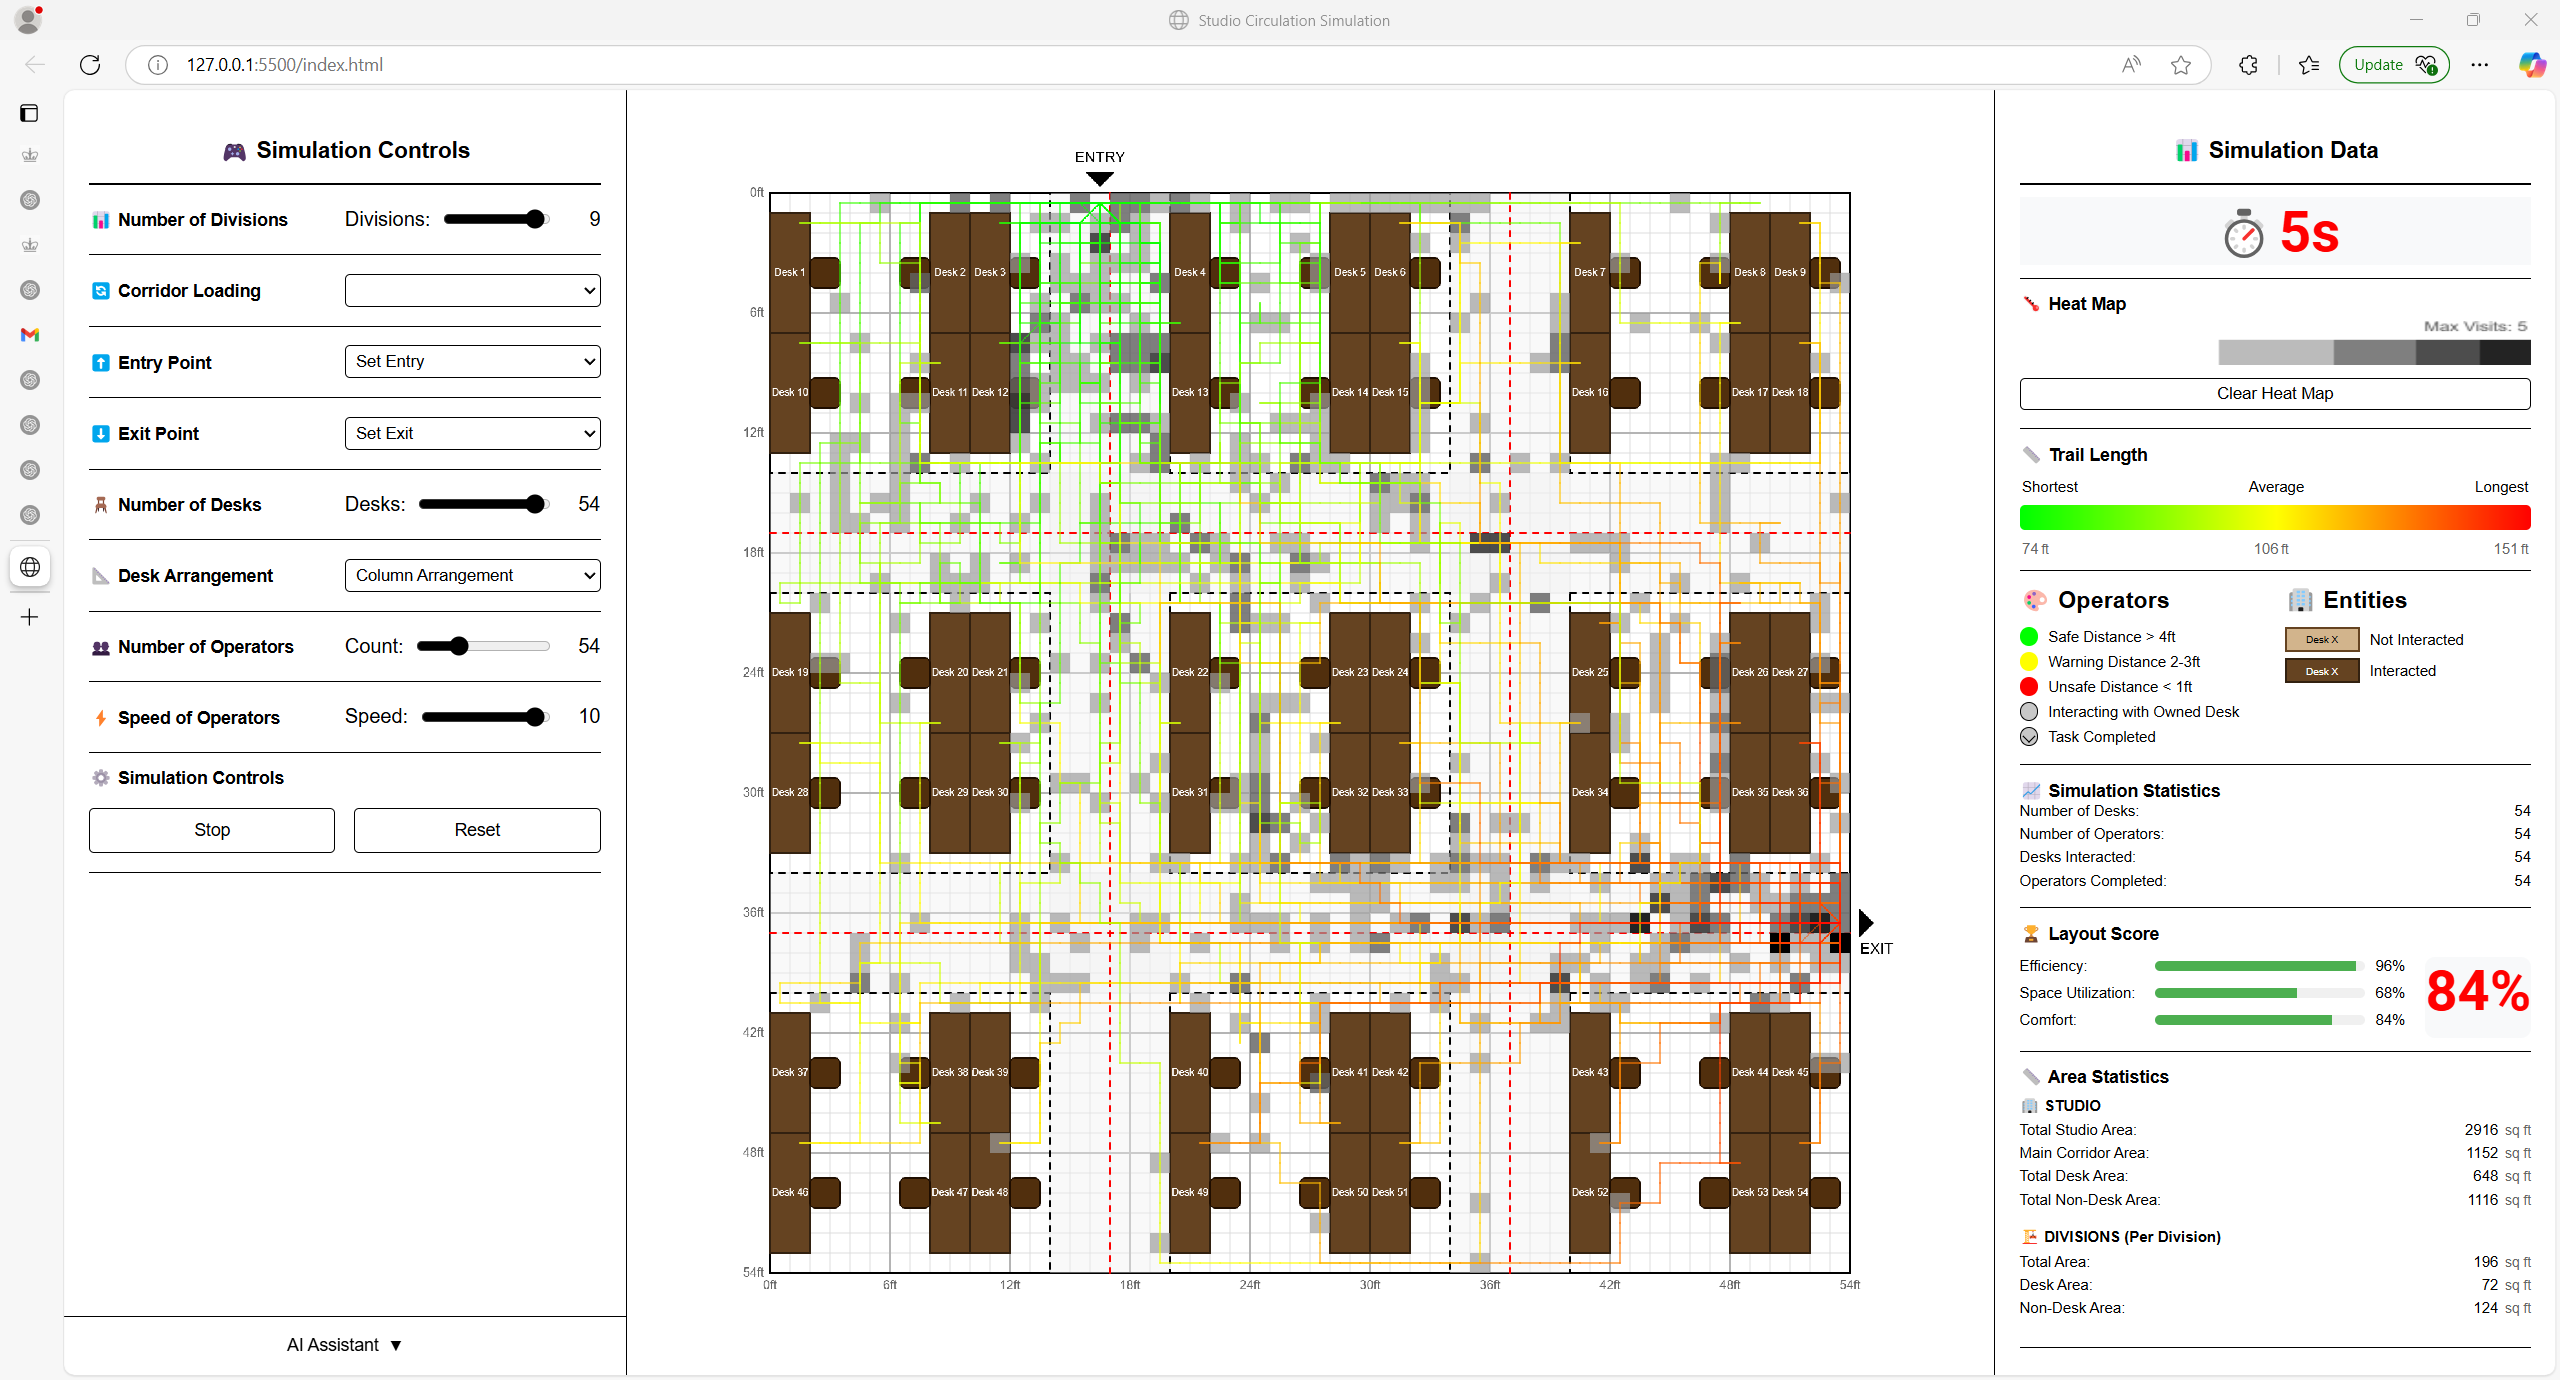 Studio Circulation Simulation
127.0.0.1:5500/index.html
Update
Simulation Controls
Number of Divisions Divisions: 9
Corridor Loading
Entry Point Set Entry
Exit Point Set Exit
Number of Desks Desks: 54
Desk Arrangement Column Arrangement
Number of Operators Count: 54
Speed of Operators Speed: 10
Simulation Controls
Stop Reset
AI Assistant ▼
ENTRY
0ft
Desk 1 Desk 2 Desk 3 Desk 4 Desk 5 Desk 6 Desk 7 Desk 8 Desk 9
6ft
Desk 10 Desk 11 Desk 12 Desk 13 Desk 14 Desk 15 Desk 16 Desk 17 Desk 18
12ft
18ft
24ft Desk 19 Desk 20 Desk 21 Desk 22 Desk 23 Desk 24 Desk 25 Desk 26 Desk 27
30ft Desk 28 Desk 29 Desk 30 Desk 31 Desk 32 Desk 33 Desk 34 Desk 35 Desk 36
36ft
EXIT
42ft
Desk 37 Desk 38 Desk 39 Desk 40 Desk 41 Desk 42 Desk 43 Desk 44 Desk 45
48ft
Desk 46 Desk 47 Desk 48 Desk 49 Desk 50 Desk 51 Desk 52 Desk 53 Desk 54
54ft
0ft 6ft 12ft 18ft 24ft 30ft 36ft 42ft 48ft 54ft
Simulation Data
5s
Heat Map
Max Visits: 5
Clear Heat Map
Trail Length
Shortest Average Longest
74 ft 106 ft 151 ft
Operators
Safe Distance > 4ft
Warning Distance 2-3ft
Unsafe Distance < 1ft
Interacting with Owned Desk
Task Completed
Entities
Desk X Not Interacted
Desk X Interacted
Simulation Statistics
Number of Desks: 54
Number of Operators: 54
Desks Interacted: 54
Operators Completed: 54
Layout Score
Efficiency: 96%
Space Utilization: 68%
Comfort: 84%
84%
Area Statistics
STUDIO
Total Studio Area: 2916 sq ft
Main Corridor Area: 1152 sq ft
Total Desk Area: 648 sq ft
Total Non-Desk Area: 1116 sq ft
DIVISIONS (Per Division)
Total Area: 196 sq ft
Desk Area: 72 sq ft
Non-Desk Area: 124 sq ft